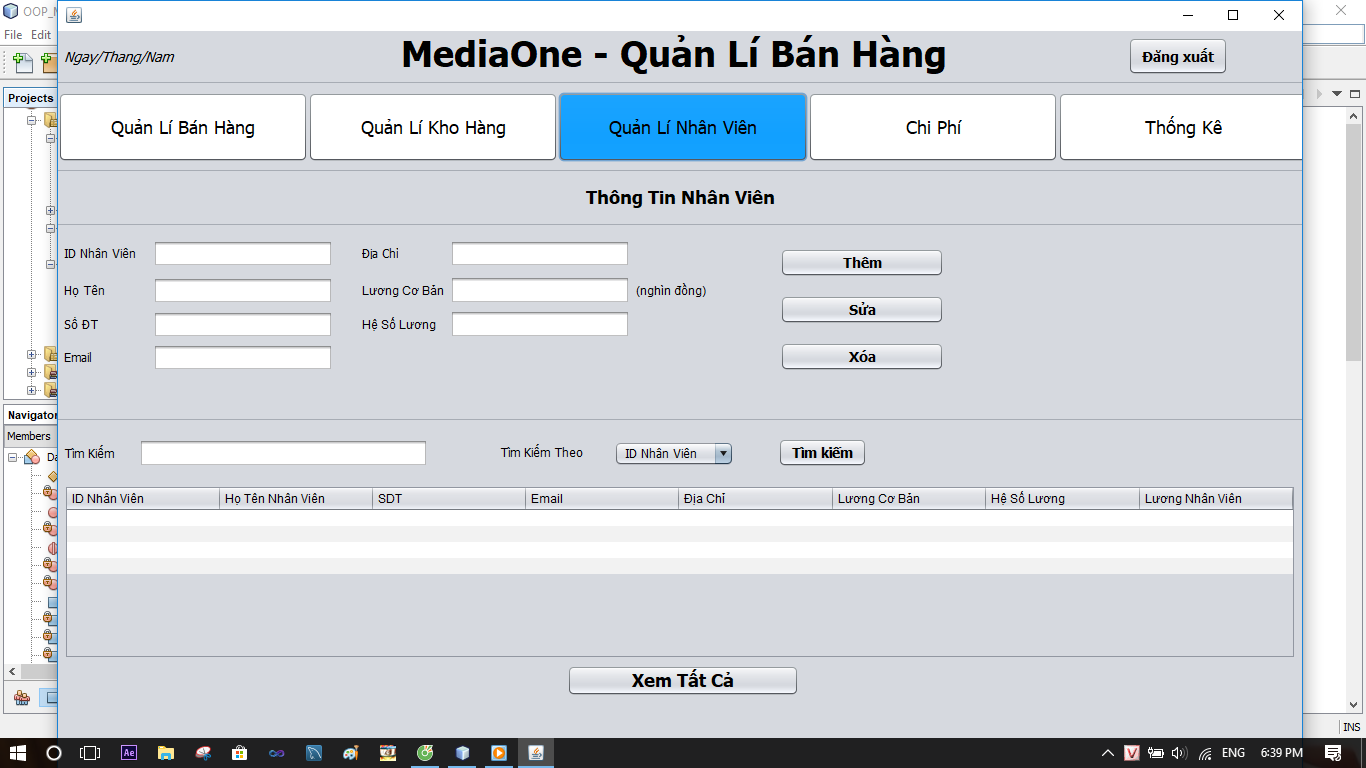 OOP_
File Edit
Ngay/Thang/Nam
MediaOne - Quản Lí Bán Hàng
Đăng xuất
Projects
Quản Lí Bán Hàng
Quản Lí Kho Hàng
Quản Lí Nhân Viên
Chi Phí
Thống Kê
Thông Tin Nhân Viên
ID Nhân Viên
Địa Chỉ
Thêm
Họ Tên
Lương Cơ Bản
(nghìn đồng)
Sửa
Số ĐT
Hệ Số Lương
Email
Xóa
Navigator
Members
Da
Tìm Kiếm
Tìm Kiếm Theo
ID Nhân Viên
Tìm kiếm
ID Nhân Viên
Họ Tên Nhân Viên
SDT
Email
Địa Chỉ
Lương Cơ Bản
Hệ Số Lương
Lương Nhân Viên
Xem Tất Cả
INS
Ae
V
ENG
6:39 PM